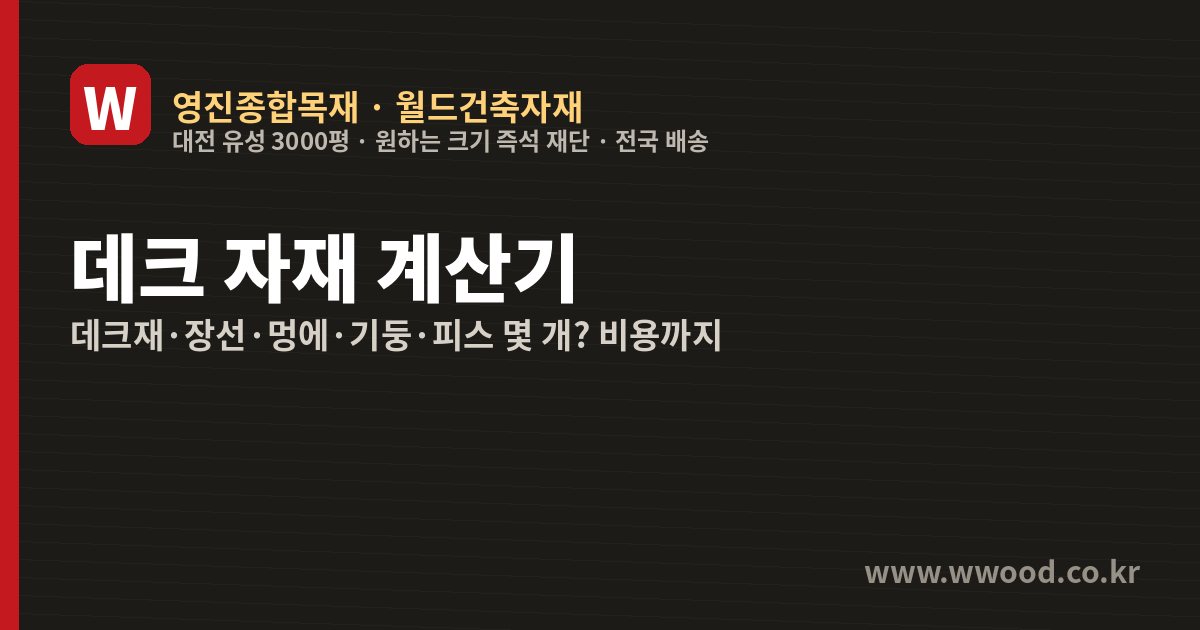 W
영진종합목재 · 월드건축자재
대전 유성 3000평 · 원하는 크기 즉석 재단 · 전국 배송
데크 자재 계산기
데크재·장선·멍에·기둥·피스 몇 개? 비용까지
www.wwood.co.kr